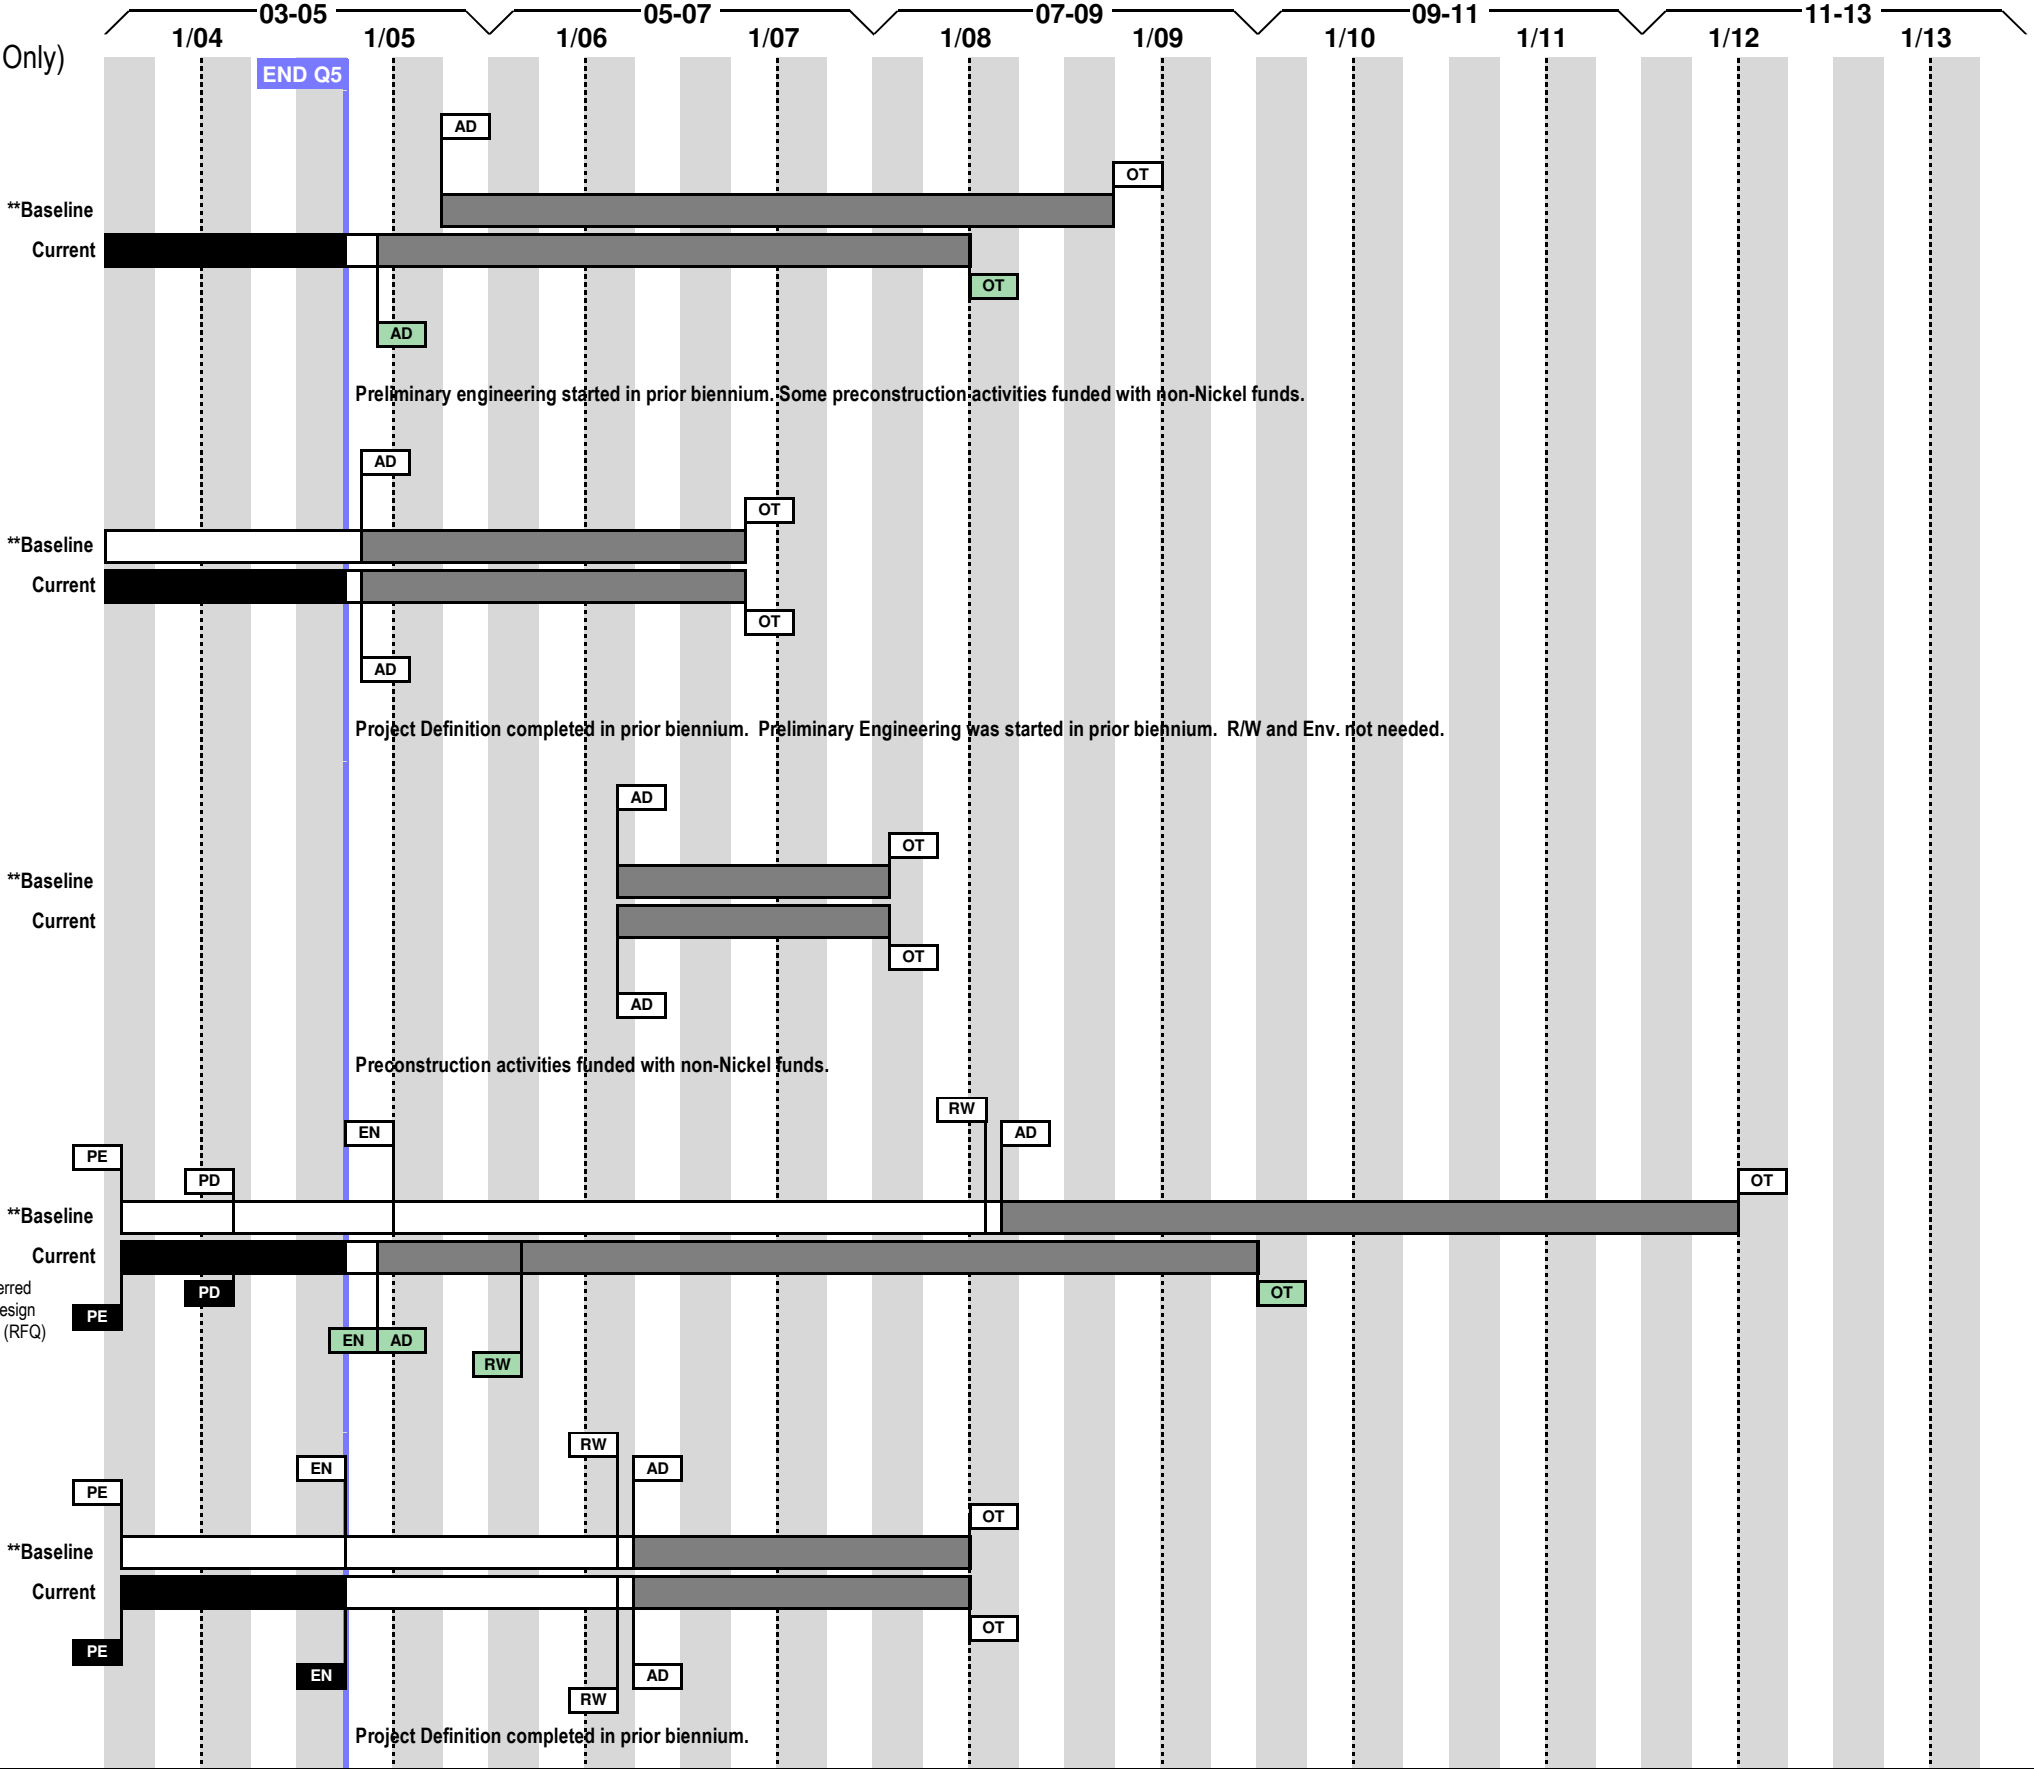 03-05 05-07 07-09 09-11 11-13
1/04 1/05 1/06 1/07 1/08 1/09 1/10 1/11 1/12 1/13
Only)
END Q5
AD
OT
**Baseline
Current
OT
AD
Preliminary engineering started in prior biennium. Some preconstruction activities funded with non-Nickel funds.
AD
OT
**Baseline
Current
OT
AD
Project Definition completed in prior biennium. Preliminary Engineering was started in prior biennium. R/W and Env. not needed.
AD
OT
**Baseline
Current
OT
AD
Preconstruction activities funded with non-Nickel funds.
RW
EN AD
PE
PD OT
**Baseline
Current
erred
PD OT
esign
PE
(RFQ)
EN AD
RW
RW
EN AD
PE
OT
**Baseline
Current
OT
PE
EN AD
RW
Project Definition completed in prior biennium.